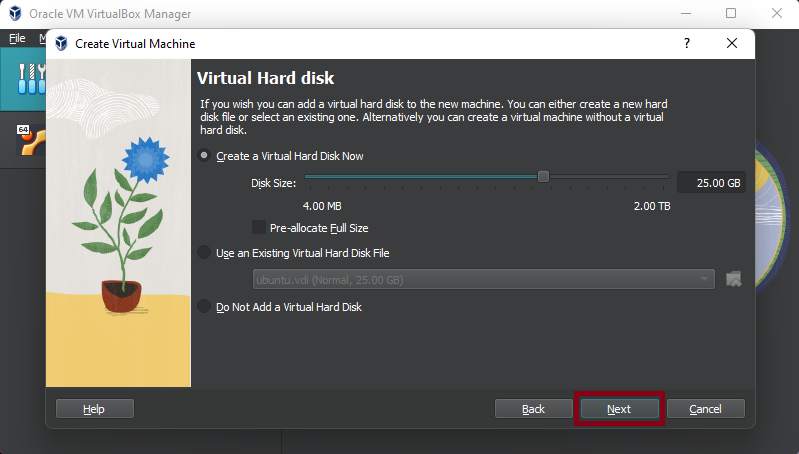 Oracle VM VirtualBox Manager
File
Create Virtual Machine
?
Virtual Hard disk
If you wish you can add a virtual hard disk to the new machine. You can either create a new hard
disk file or select an existing one. Alternatively you can create a virtual machine without a virtual
hard disk.
64
Create a Virtual Hard Disk Now
Disk Size:
25.00 GB
4.00 MB
2.00 TB
Pre-allocate Full Size
Use an Existing Virtual Hard Disk File
ubuntu.vdi (Normal, 25.00 GB)
Do Not Add a Virtual Hard Disk
Help
Back
Next
Cancel